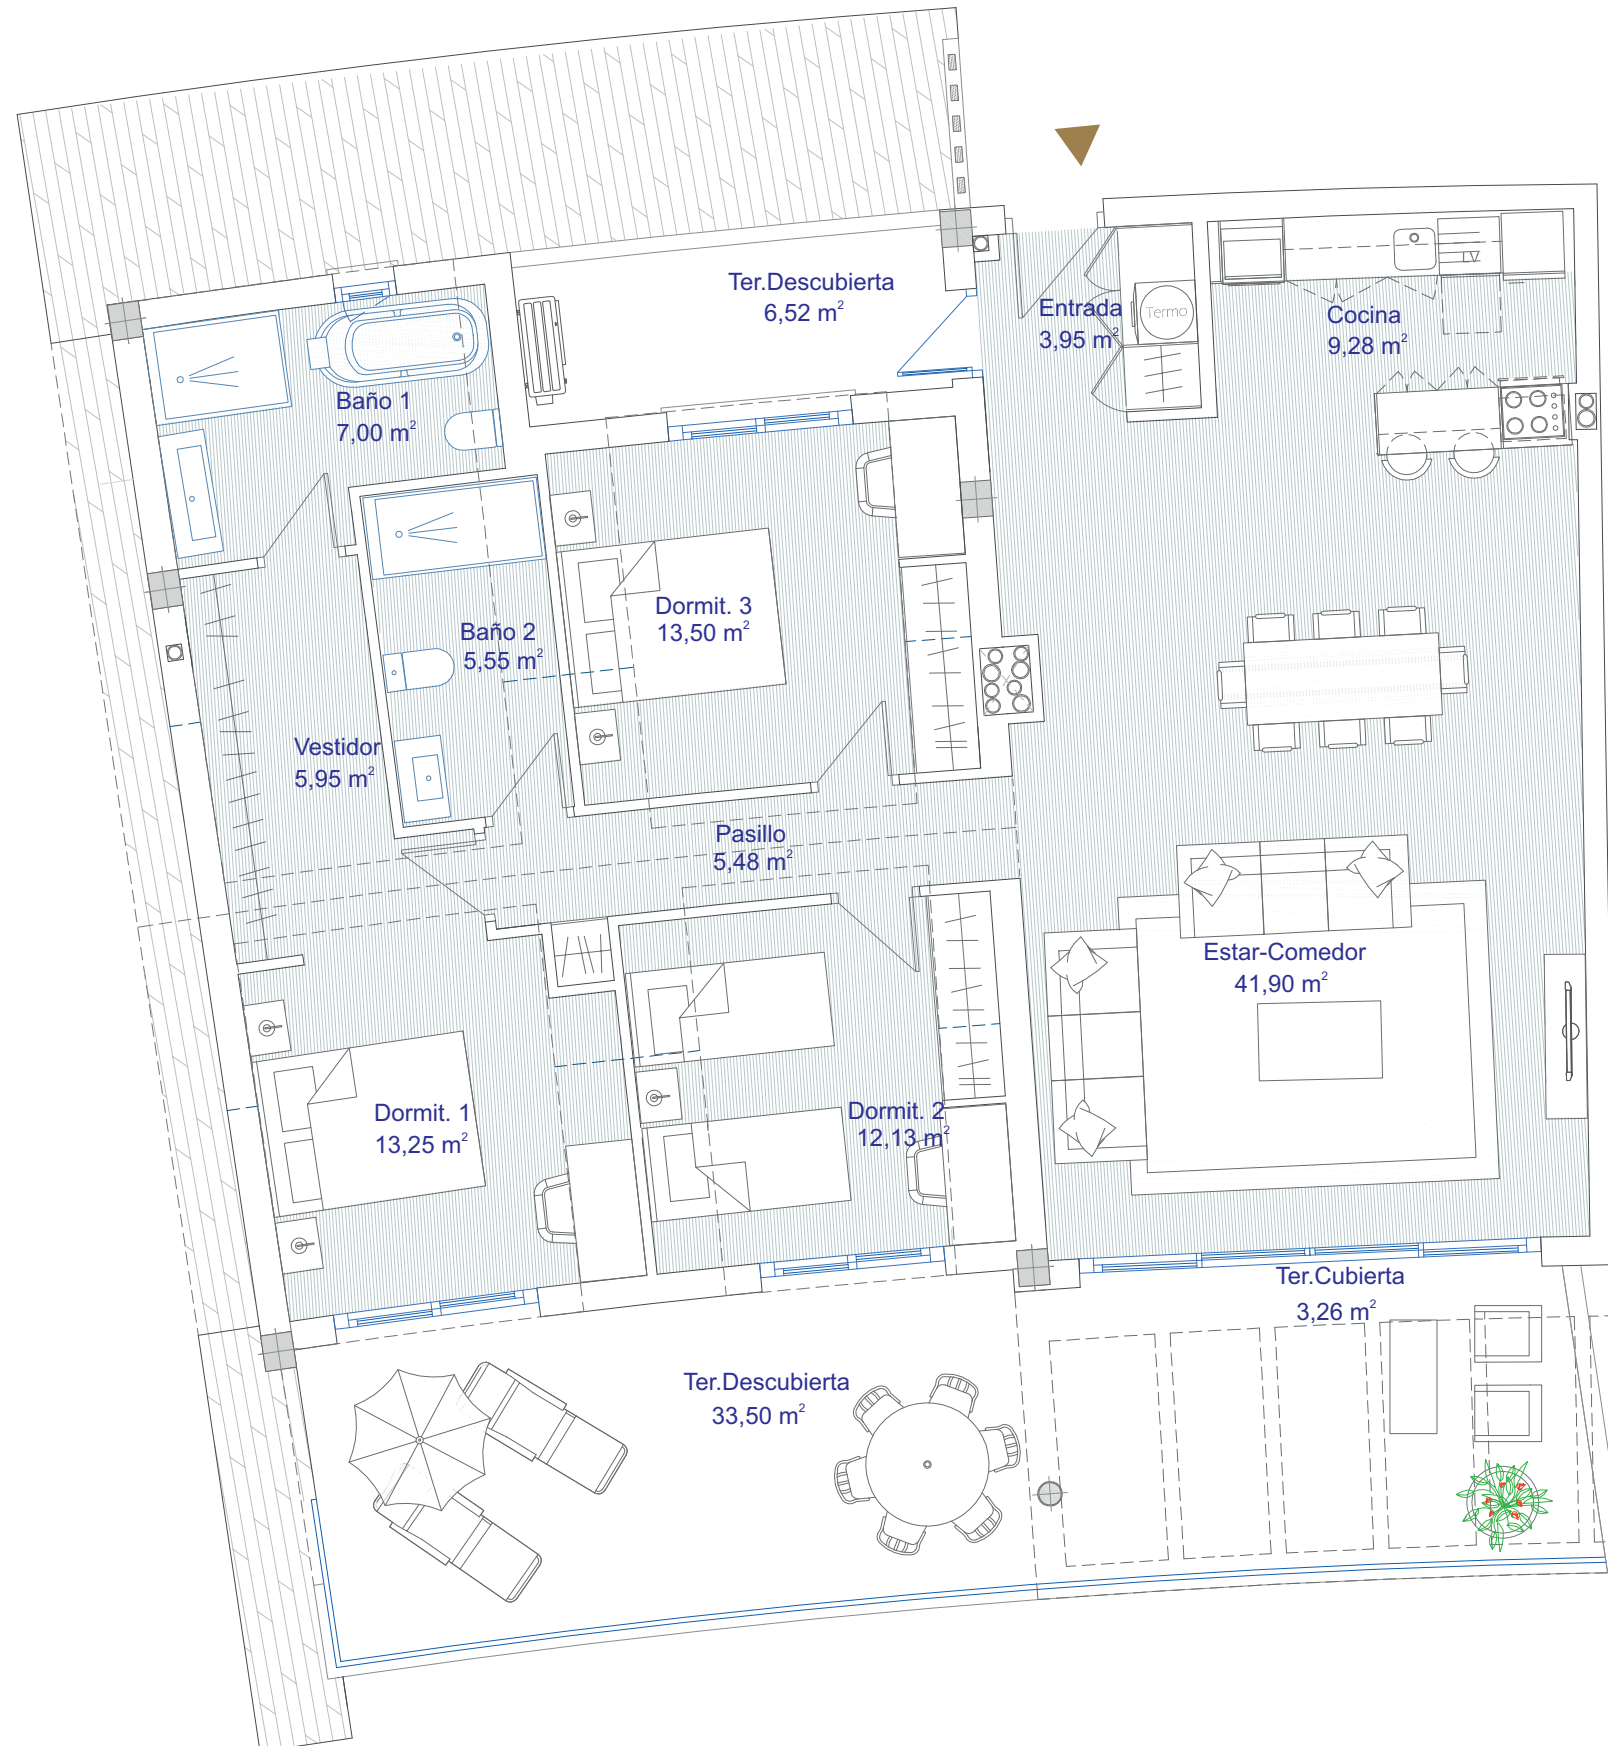 Ter.Descubierta
6,52 m²
Entrada
3,95 m²
Termo
Cocina
9,28 m²
Baño 1
7,00 m²
Dormit. 3
13,50 m²
Baño 2
5,55 m²
Vestidor
5,95 m²
Pasillo
5,48 m²
Estar-Comedor
41,90 m²
Dormit. 1
13,25 m²
Dormit. 2
12,13 m²
Ter.Cubierta
3,26 m²
Ter.Descubierta
33,50 m²